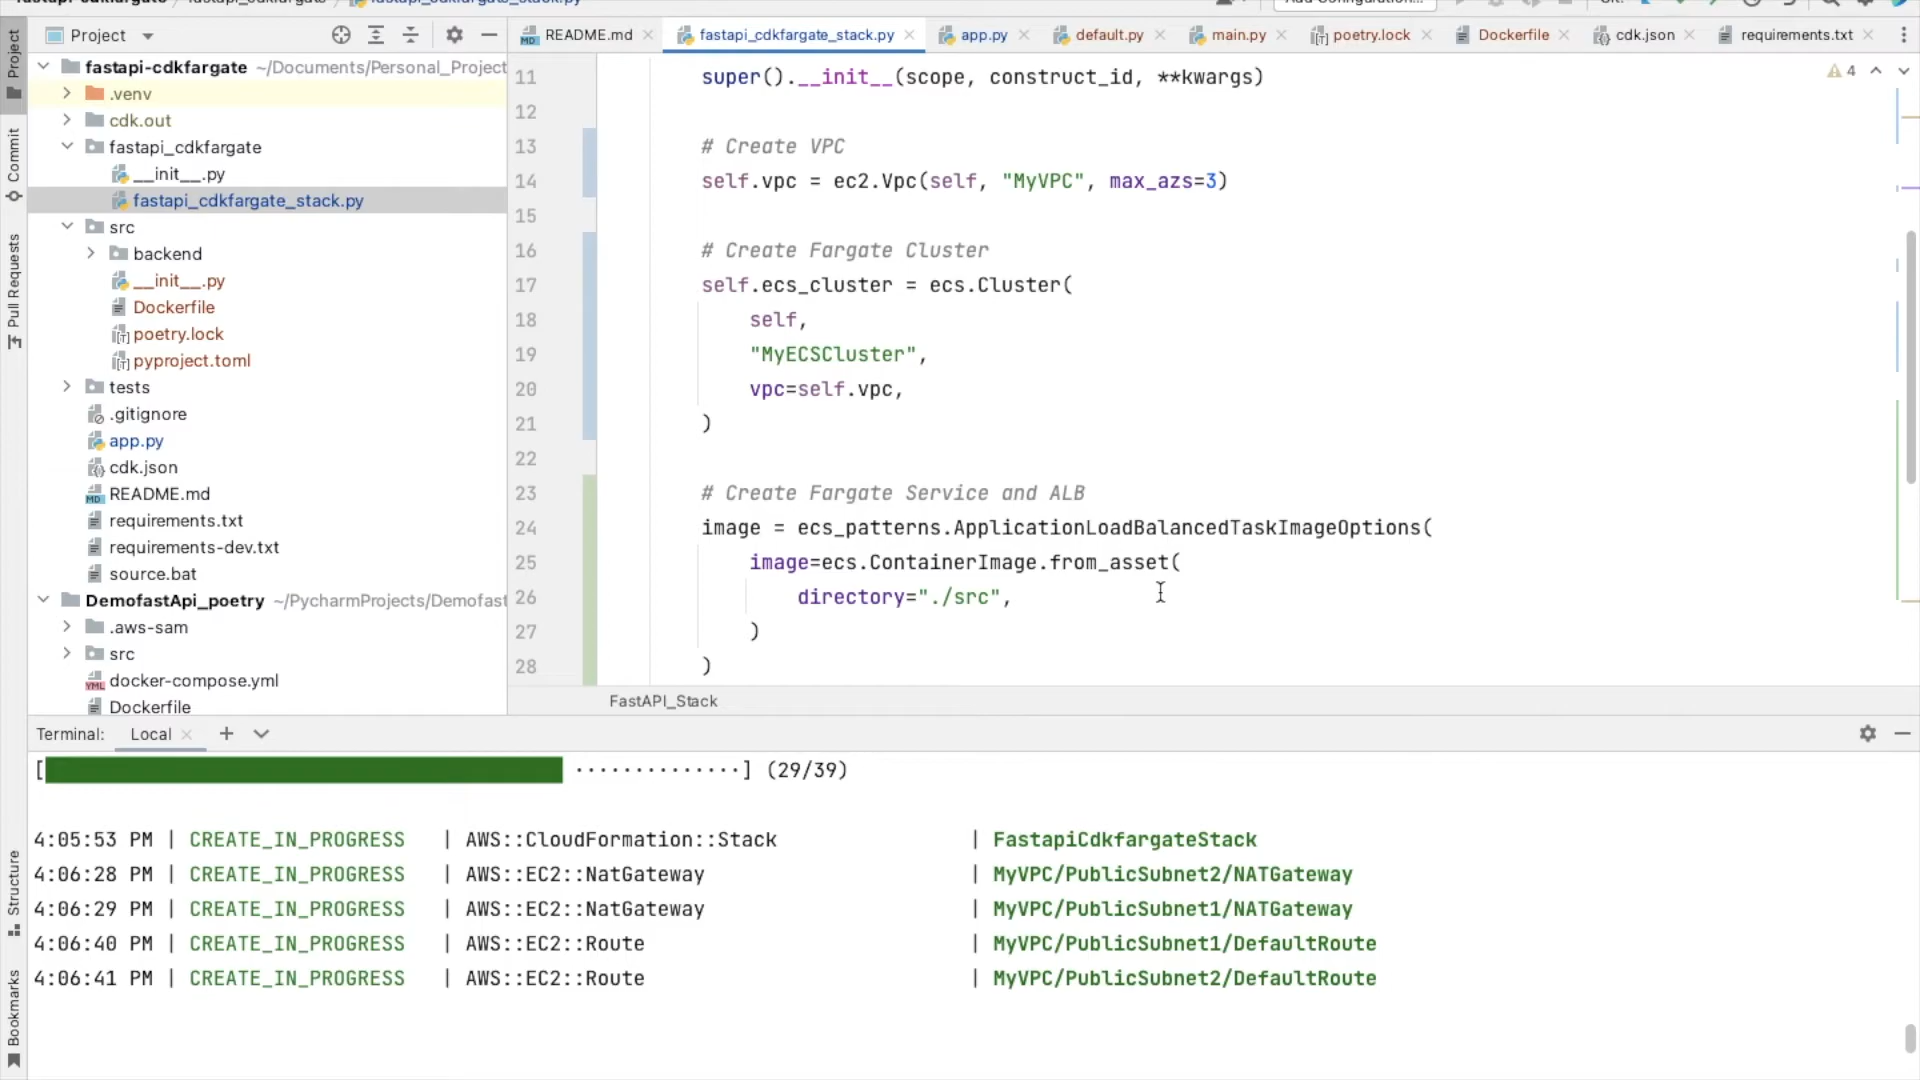 fastapi-cdkfargate > fastapi_cdkfargate > fastapi_cdkfargate_stack.py
Add Configuration...
Git:
Project
README.md
fastapi_cdkfargate_stack.py
app.py
default.py
main.py
poetry.lock
Dockerfile
cdk.json
requirements.txt
Project
Commit
Pull Requests
Structure
Bookmarks
fastapi-cdkfargate ~/Documents/Personal_Project
.venv
cdk.out
fastapi_cdkfargate
__init__.py
fastapi_cdkfargate_stack.py
src
backend
__init__.py
Dockerfile
poetry.lock
pyproject.toml
tests
.gitignore
app.py
cdk.json
README.md
requirements.txt
requirements-dev.txt
source.bat
DemofastApi_poetry ~/PycharmProjects/Demofast
.aws-sam
src
docker-compose.yml
Dockerfile
4
11 super().__init__(scope, construct_id, **kwargs)
12
13 # Create VPC
14 self.vpc = ec2.Vpc(self, "MyVPC", max_azs=3)
15
16 # Create Fargate Cluster
17 self.ecs_cluster = ecs.Cluster(
18 self,
19 "MyECSCluster",
20 vpc=self.vpc,
21 )
22
23 # Create Fargate Service and ALB
24 image = ecs_patterns.ApplicationLoadBalancedTaskImageOptions(
25 image=ecs.ContainerImage.from_asset(
26 directory="./src",
27 )
28 )
FastAPI_Stack
Terminal: Local
[ ··············] (29/39)
4:05:53 PM | CREATE_IN_PROGRESS | AWS::CloudFormation::Stack | FastapiCdkfargateStack
4:06:28 PM | CREATE_IN_PROGRESS | AWS::EC2::NatGateway | MyVPC/PublicSubnet2/NATGateway
4:06:29 PM | CREATE_IN_PROGRESS | AWS::EC2::NatGateway | MyVPC/PublicSubnet1/NATGateway
4:06:40 PM | CREATE_IN_PROGRESS | AWS::EC2::Route | MyVPC/PublicSubnet1/DefaultRoute
4:06:41 PM | CREATE_IN_PROGRESS | AWS::EC2::Route | MyVPC/PublicSubnet2/DefaultRoute